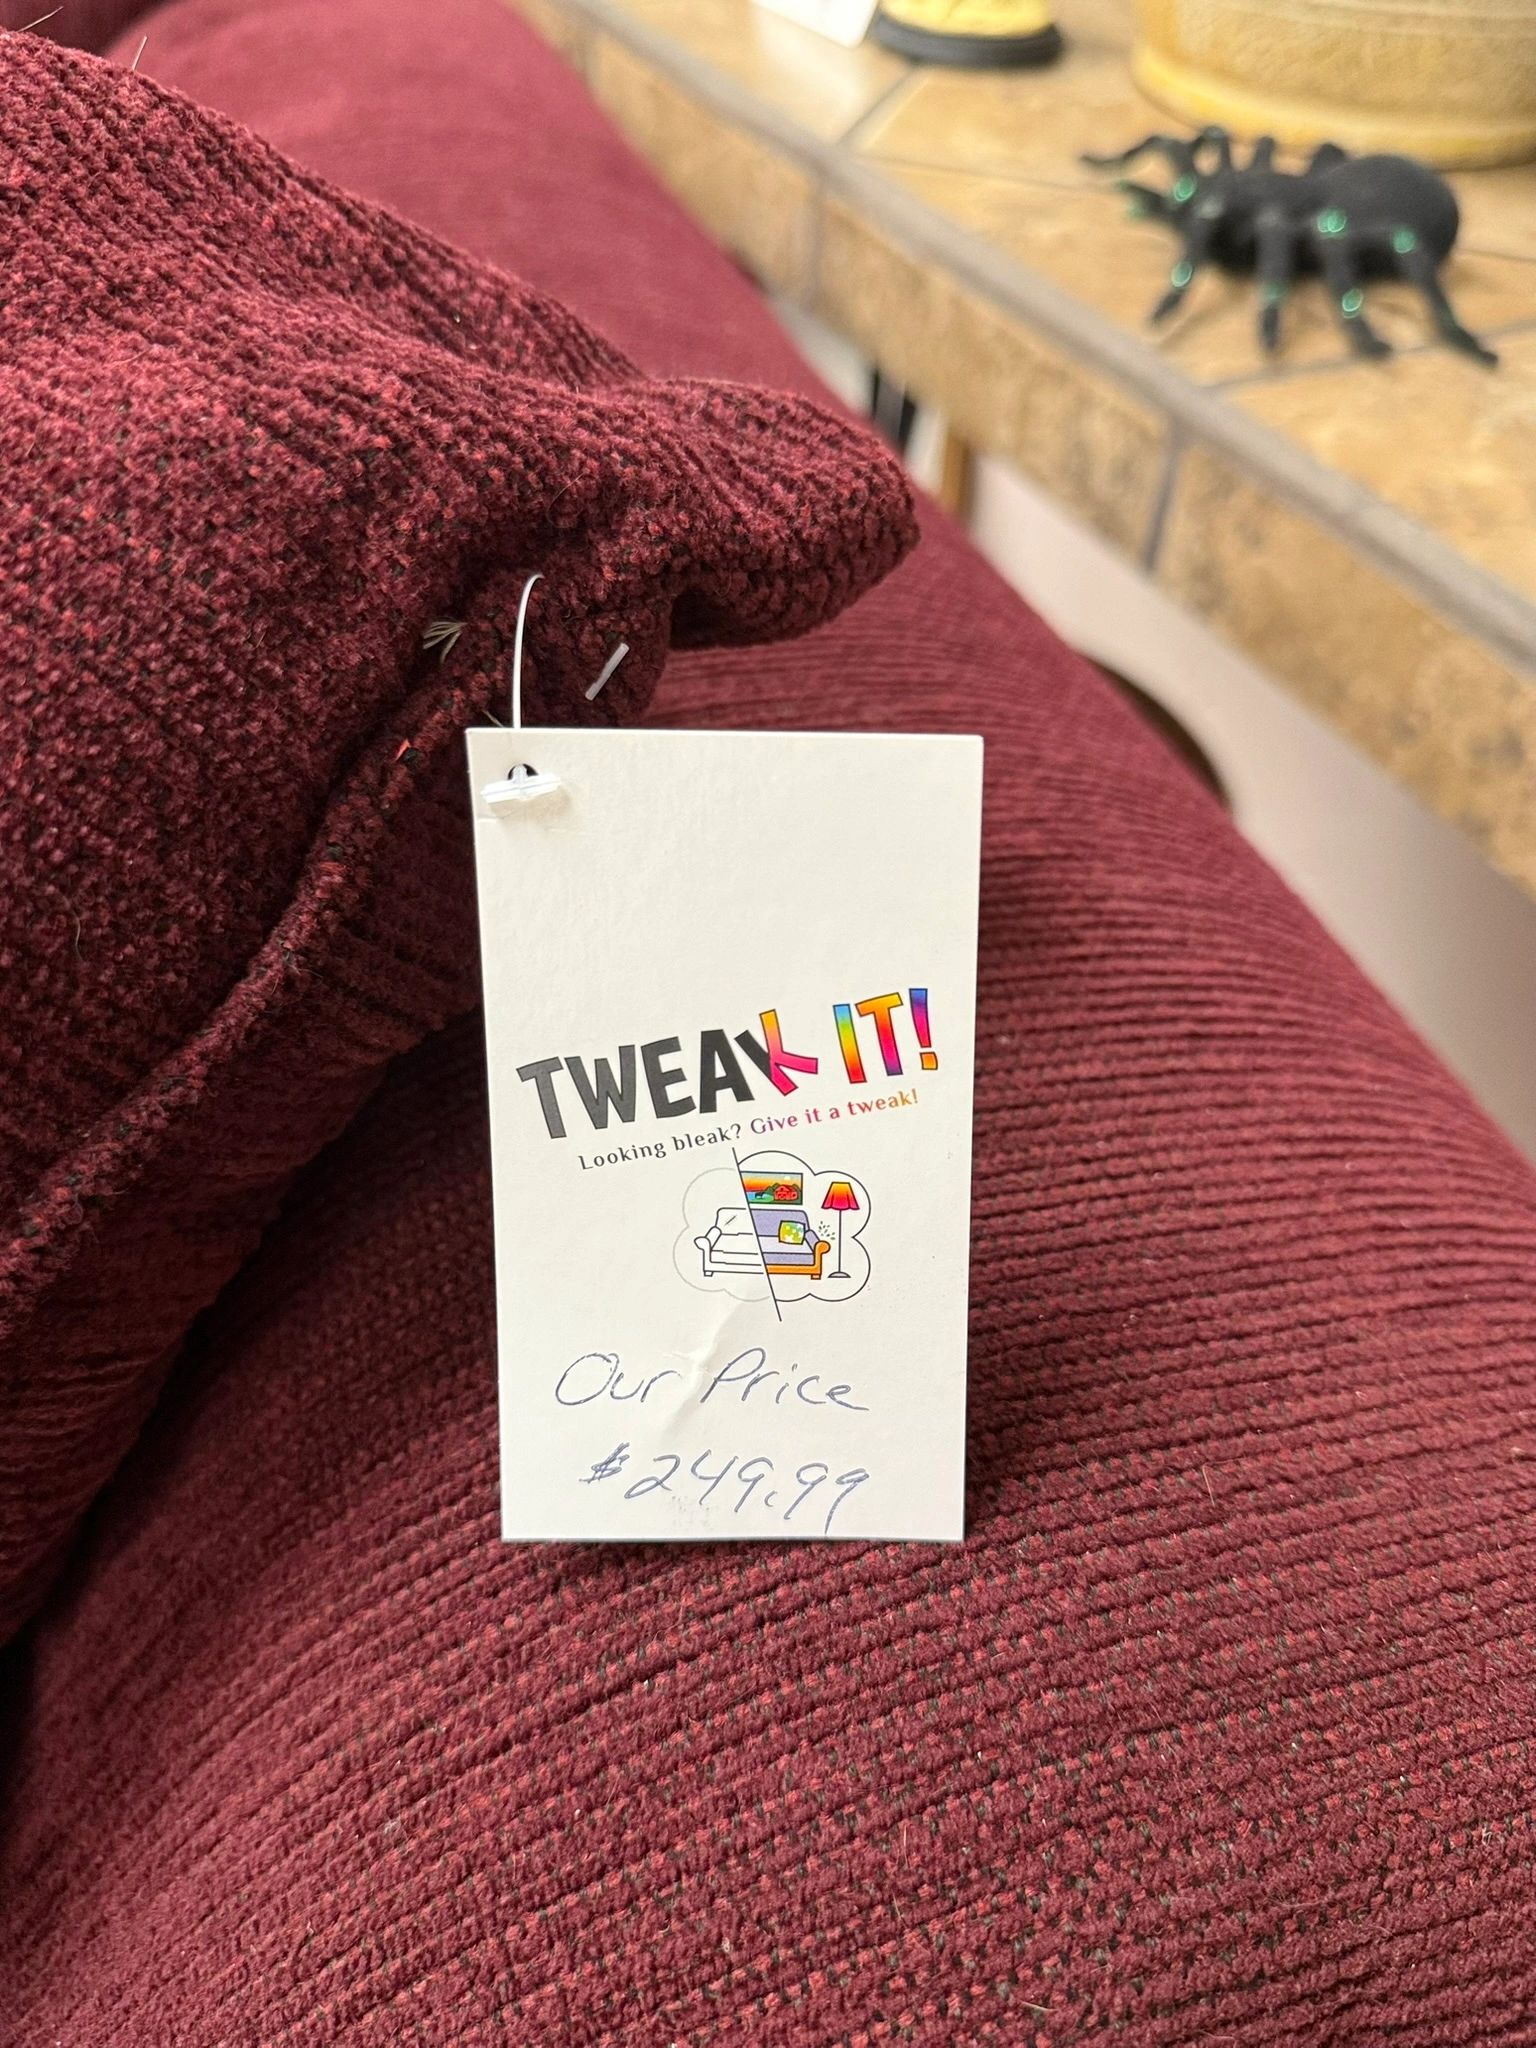 TWEAK IT!
Looking bleak? Give it a tweak!
Our Price
$249.99